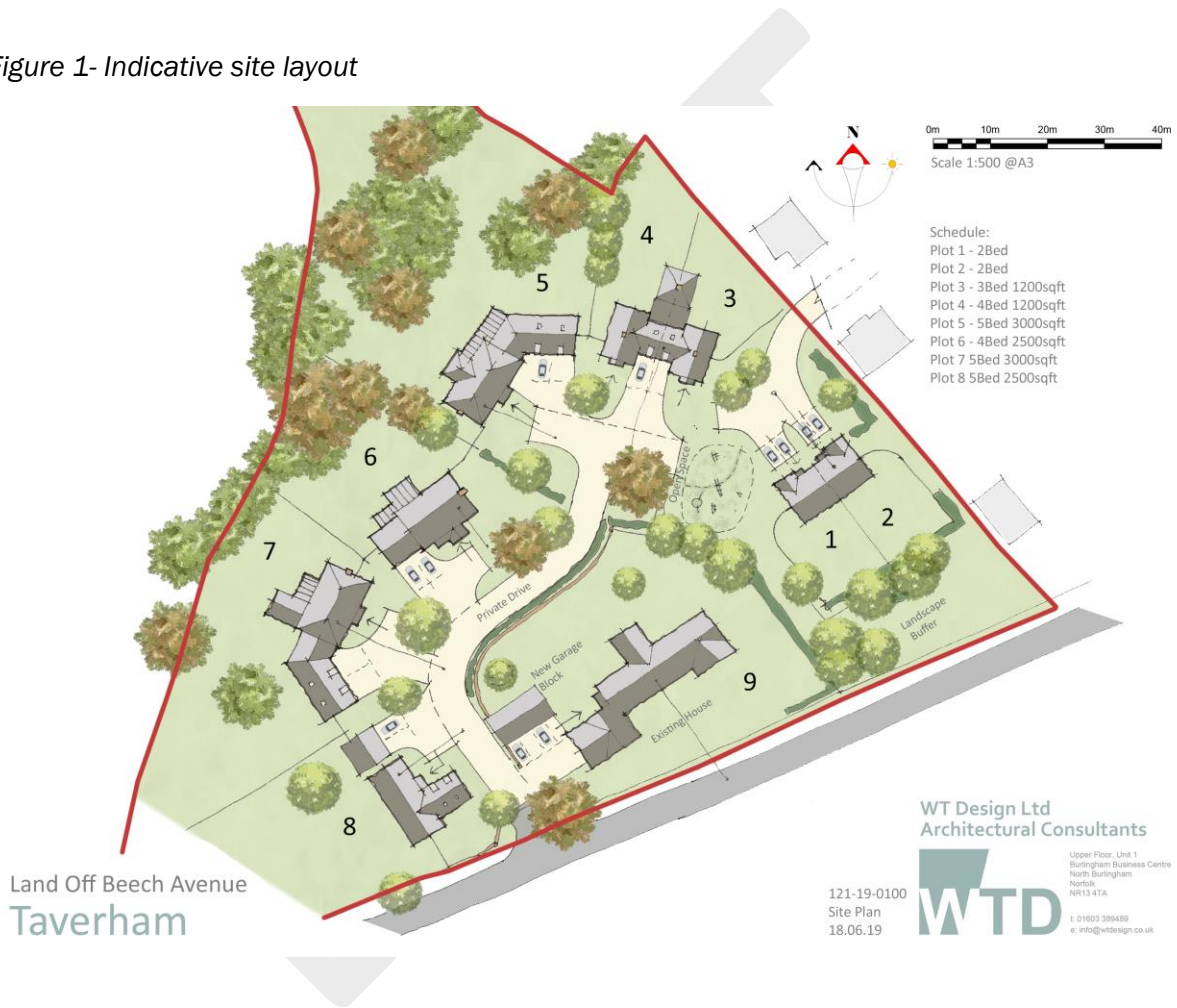 Figure 1- Indicative site layout
N
0m 10m 20m 30m 40m
Scale 1:500 @A3
Schedule:
Plot 1 - 2Bed
Plot 2 - 2Bed
Plot 3 - 3Bed 1200sqft
Plot 4 - 4Bed 1200sqft
Plot 5 - 5Bed 3000sqft
Plot 6 - 4Bed 2500sqft
Plot 7 5Bed 3000sqft
Plot 8 5Bed 2500sqft
4
5
3
6
Open Space
7
1
2
Private Drive
Landscape
Buffer
New Garage
Block
9
Existing House
8
Land Off Beech Avenue
Taverham
121-19-0100
Site Plan
18.06.19
WT Design Ltd
Architectural Consultants
WTD
Upper Floor, Unit 1
Burlingham Business Centre
North Burlingham
Norfolk
NR13 4TA
t: 01603 389489
e: info@wtdesign.co.uk